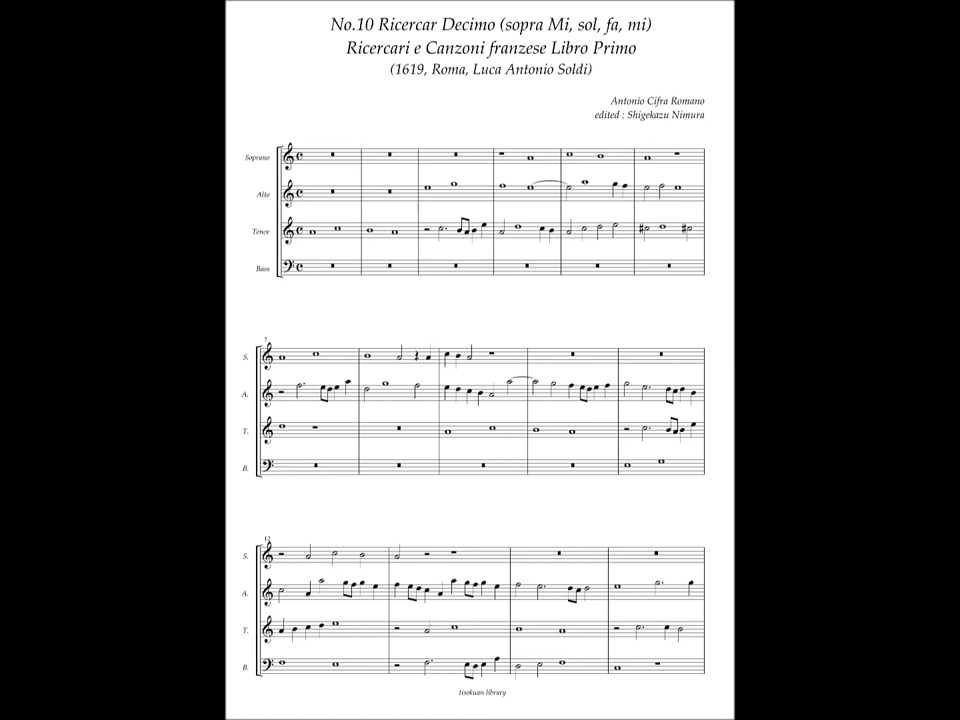 No.10 Ricercar Decimo (sopra Mi, sol, fa, mi)
Ricercari e Canzoni franzese Libro Primo
(1619, Roma, Luca Antonio Soldi)
Antonio Cifra Romano
edited : Shigekazu Nimura
Soprano
Alto
Tenor
Bass
7
S.
A.
T.
B.
12
S.
A.
T.
B.
tisokuan library